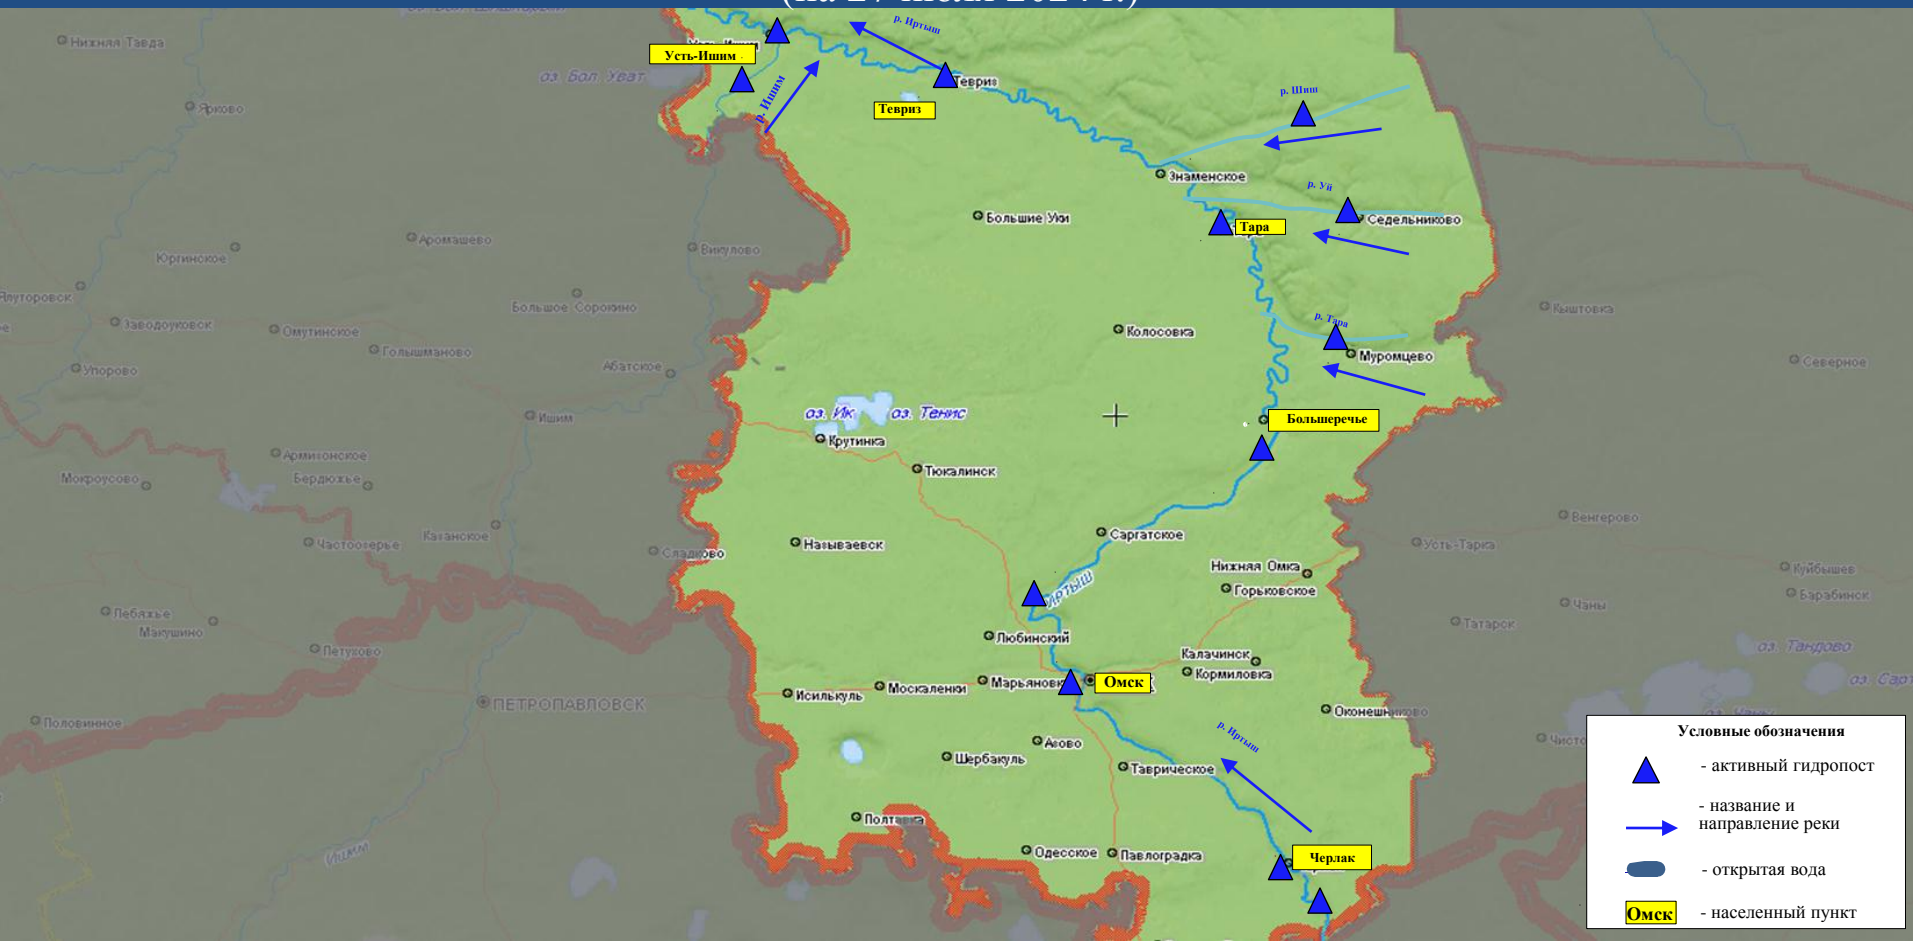 р. Иртыш
Нижняя Тавда
Усть-Ишим
оз. Бол. Уват
р. Ишим
Тевриз
Тевриз
р. Шиш
Ярково
Знаменское
р. Уй
Большие Уки
Седельниково
Тара
Аромашево
Викулово
Юргинское
Ялуторовск
Большое Сорокино
Кыштовка
р. Тара
Заводоуковск
Омутинское
Колосовка
Голышманово
Муромцево
Северное
Упорово
Абатское
оз. Ик
оз. Тенис
Ишим
Большеречье
Крутинка
Армизонское
Тюкалинск
Мокроусово
Бердюжье
Венгерово
Казанское
Саргатское
Частоозерье
Называевск
Усть-Тарка
Сладково
Нижняя Омка
Куйбышев
Иртыш
Горьковское
Барабинск
Чаны
Лебяжье
Татарск
Макушино
Любинский
Петухово
Калачинск
оз. Тандово
Кормиловка
Омск
Марьяновк
Москаленки
Исилькуль
ПЕТРОПАВЛОВСК
Оконешниково
оз. Чаны
Половинное
р. Иртыш
Азово
Шербакуль
Таврическое
Полтавка
Ишим
Одесское
Павлоградка
Черлак
Условные обозначения
- активный гидропост
- название и
направление реки
- открытая вода
Омск - населенный пункт